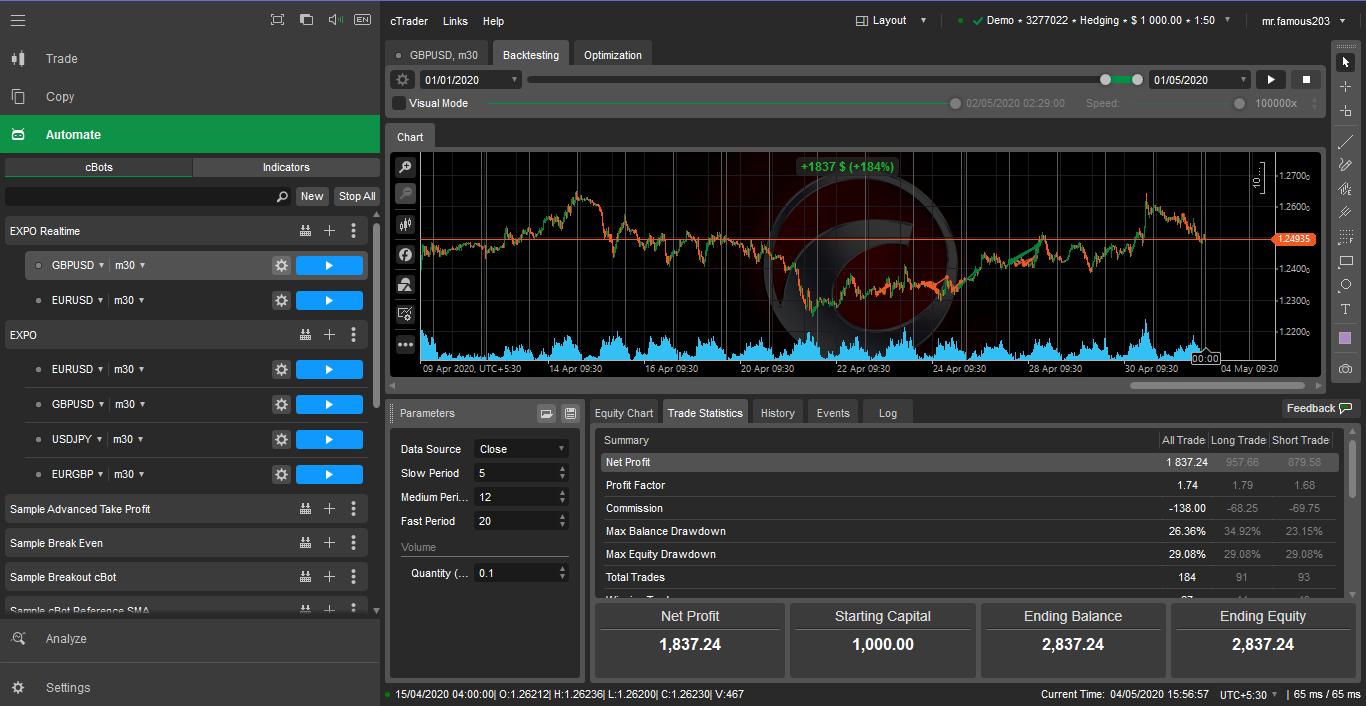 EN
cTrader Links Help
Layout
Demo • 3277022 • Hedging • $ 1 000.00 • 1:50
mr.famous203
Trade
Copy
Automate
cBots Indicators
New Stop All
EXPO Realtime
GBPUSD m30
EURUSD m30
EXPO
EURUSD m30
GBPUSD m30
USDJPY m30
EURGBP m30
Sample Advanced Take Profit
Sample Break Even
Sample Breakout cBot
Sample cBot Reference SMA
Analyze
Settings
GBPUSD, m30 Backtesting Optimization
01/01/2020 01/05/2020
Visual Mode 02/05/2020 02:29:00 Speed: 100000x
Chart
+1837 $ (+184%)
10...
1.27000
1.26000
1.24935
1.24000
1.23000
1.22000
00:00
09 Apr 2020, UTC+5:30 14 Apr 09:30 16 Apr 09:30 20 Apr 09:30 22 Apr 09:30 24 Apr 09:30 28 Apr 09:30 30 Apr 09:30 04 May 09:30
Parameters
Data Source Close
Slow Period 5
Medium Peri... 12
Fast Period 20
Volume
Quantity (... 0.1
Equity Chart Trade Statistics History Events Log
Feedback
Summary All Trade Long Trade Short Trade
Net Profit 1 837.24 957.66 879.58
Profit Factor 1.74 1.79 1.68
Commission -138.00 -68.25 -69.75
Max Balance Drawdown 26.36% 34.92% 23.15%
Max Equity Drawdown 29.08% 29.08% 29.08%
Total Trades 184 91 93
Net Profit Starting Capital Ending Balance Ending Equity
1,837.24 1,000.00 2,837.24 2,837.24
15/04/2020 04:00:00| O:1.26212| H:1.26236| L:1.26200| C:1.26230| V:467
Current Time: 04/05/2020 15:56:57 UTC+5:30 | 65 ms / 65 ms